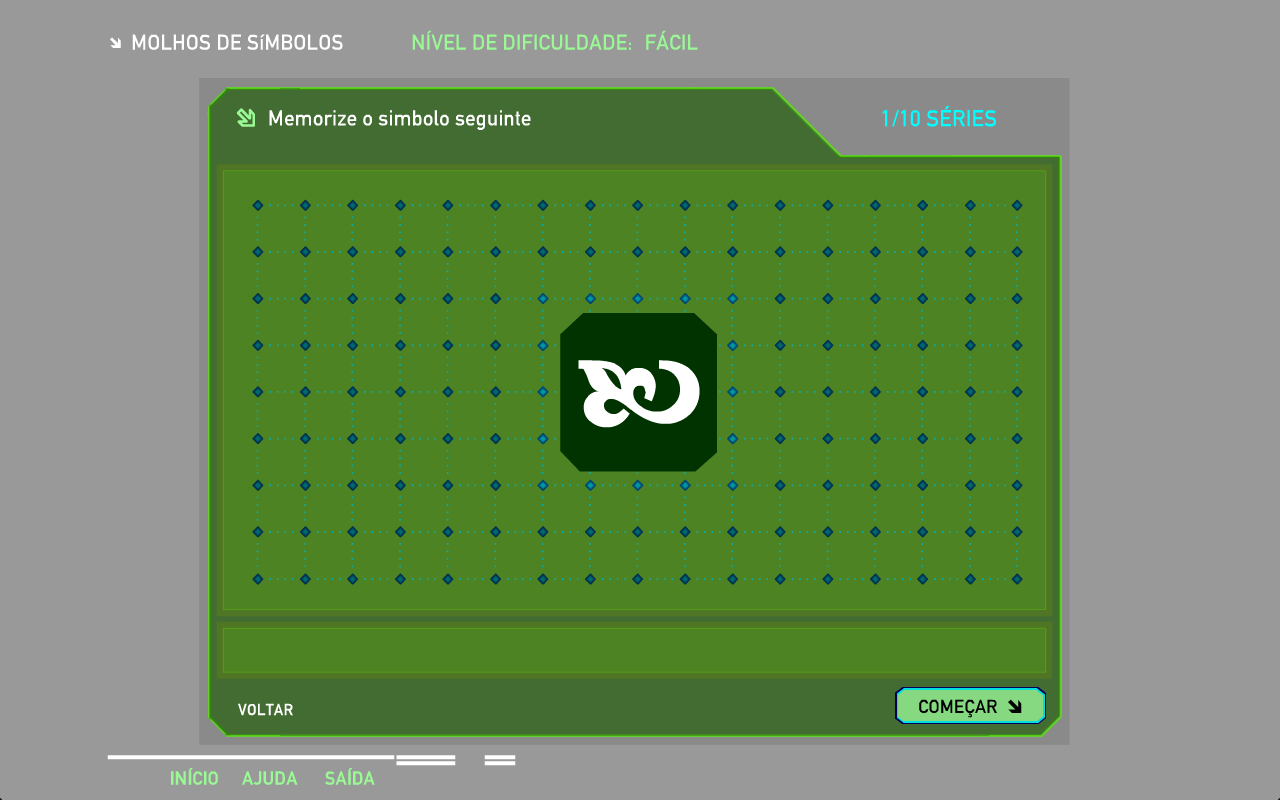 MOLHOS DE SíMBOLOS
NÍVEL DE DIFICULDADE: FÁCIL
Memorize o simbolo seguinte
1/10 SÉRIES
VOLTAR
COMEÇAR
INÍCIO AJUDA SAÍDA